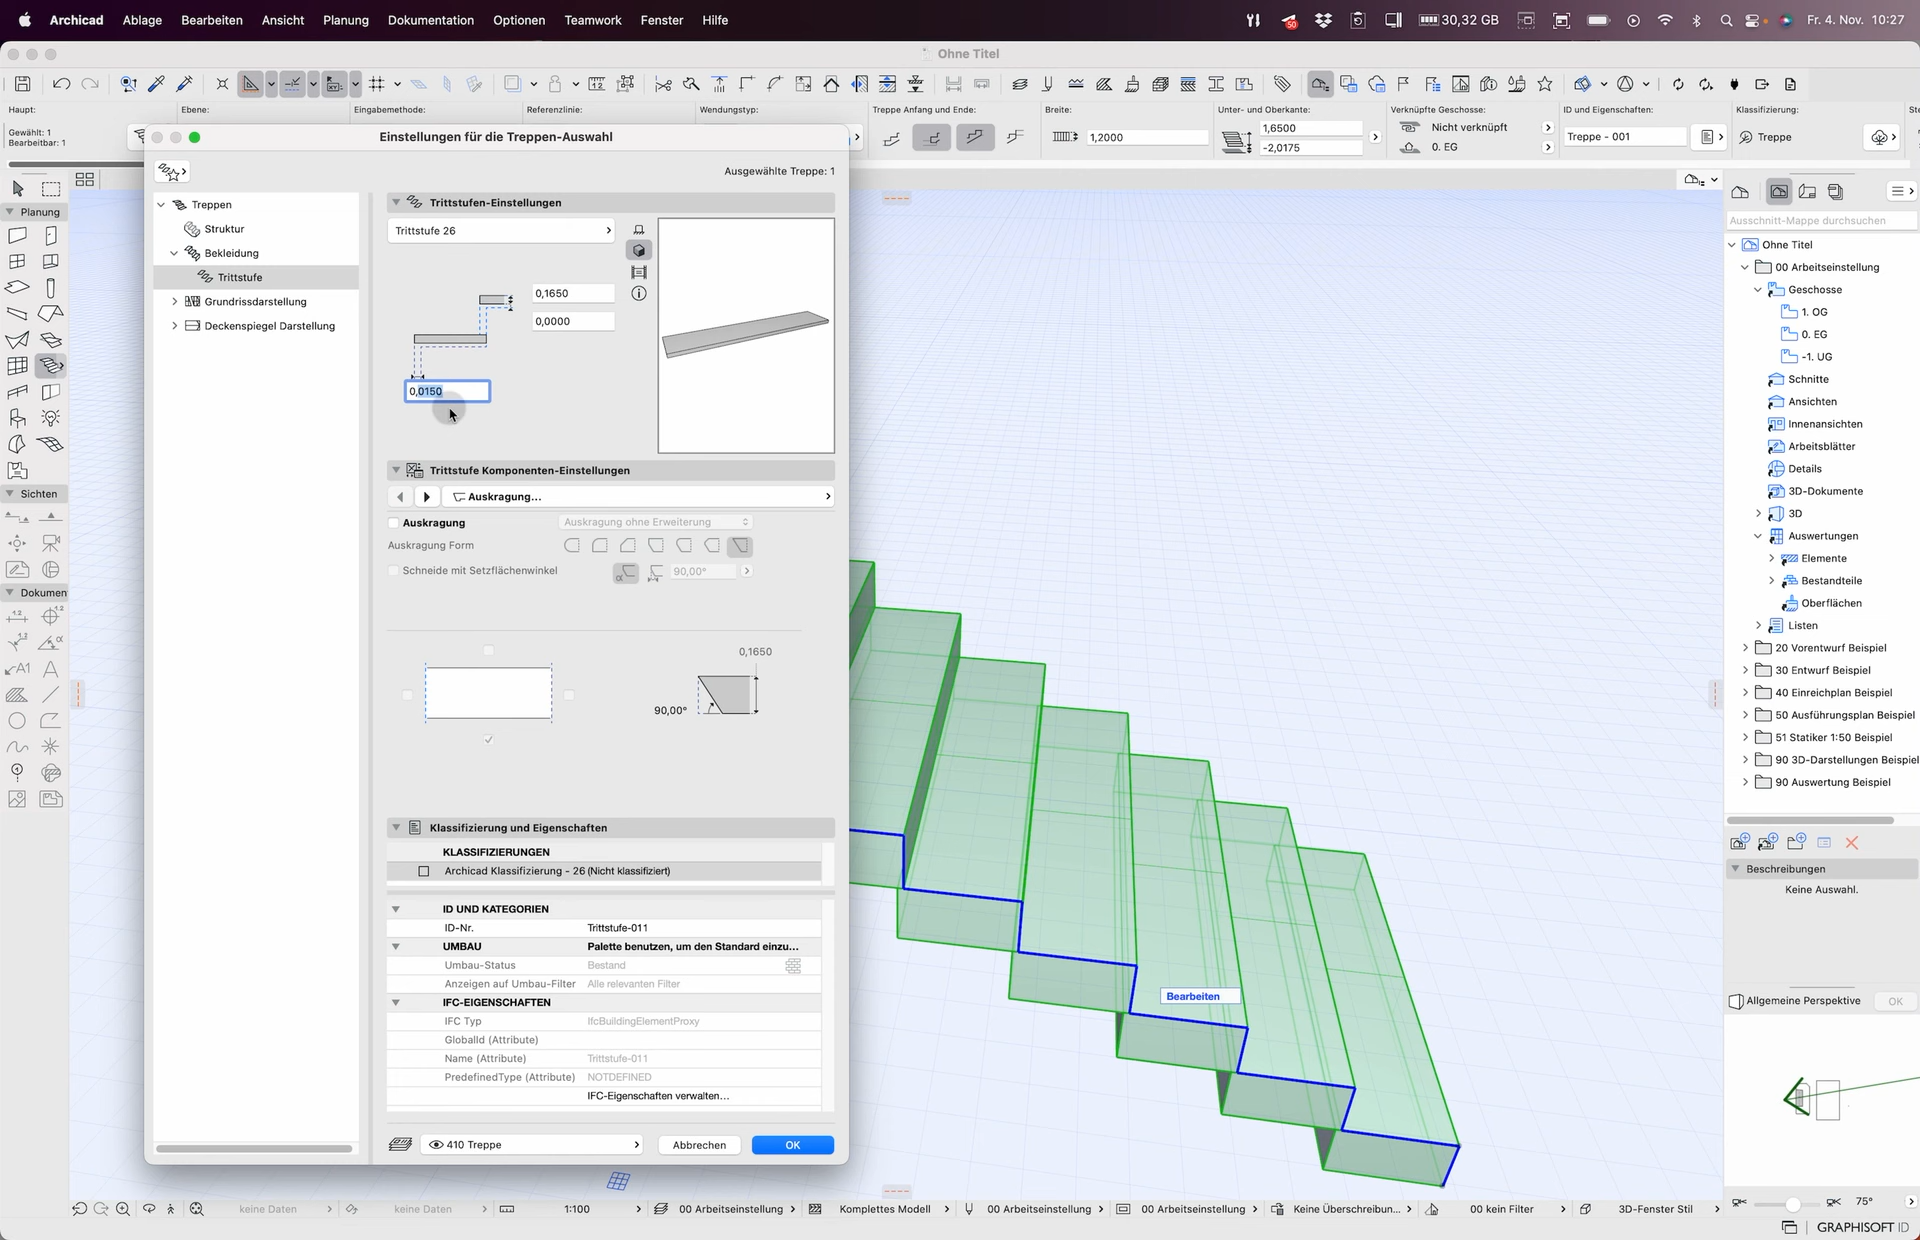 Archicad Ablage Bearbeiten Ansicht Planung Dokumentation Optionen Teamwork Fenster Hilfe
50 30,32 GB Fr. 4. Nov. 10:27
Ohne Titel
Haupt: Ebene: Eingabemethode: Referenzlinie: Wendungstyp: Treppe Anfang und Ende: Breite: Unter- und Oberkante: Verknüpfte Geschosse: ID und Eigenschaften: Klassifizierung:
Gewählt: 1
Bearbeitbar: 1
1,2000
1,6500
-2,0175
Nicht verknüpft
0. EG
Treppe - 001
Treppe
Einstellungen für die Treppen-Auswahl
Ausgewählte Treppe: 1
Planung
Sichten
Dokumen
Treppen
Struktur
Bekleidung
Trittstufe
Grundrissdarstellung
Deckenspiegel Darstellung
Trittstufen-Einstellungen
Trittstufe 26
0,1650
0,0000
0,0150
Trittstufe Komponenten-Einstellungen
Auskragung...
Auskragung
Auskragung ohne Erweiterung
Auskragung Form
Schneide mit Setzflächenwinkel
90,00°
0,1650
90,00°
Klassifizierung und Eigenschaften
KLASSIFIZIERUNGEN
Archicad Klassifizierung - 26 (Nicht klassifiziert)
ID UND KATEGORIEN
ID-Nr. Trittstufe-011
UMBAU Palette benutzen, um den Standard einzu...
Umbau-Status Bestand
Anzeigen auf Umbau-Filter Alle relevanten Filter
IFC-EIGENSCHAFTEN
IFC Typ IfcBuildingElementProxy
GlobalId (Attribute)
Name (Attribute) Trittstufe-011
PredefinedType (Attribute) NOTDEFINED
IFC-Eigenschaften verwalten...
410 Treppe
Abbrechen
OK
Bearbeiten
Ausschnitt-Mappe durchsuchen
Ohne Titel
00 Arbeitseinstellung
Geschosse
1. OG
0. EG
-1. UG
Schnitte
Ansichten
Innenansichten
Arbeitsblätter
Details
3D-Dokumente
3D
Auswertungen
Elemente
Bestandteile
Oberflächen
Listen
20 Vorentwurf Beispiel
30 Entwurf Beispiel
40 Einreichplan Beispiel
50 Ausführungsplan Beispiel
51 Statiker 1:50 Beispiel
90 3D-Darstellungen Beispiel
90 Auswertung Beispiel
Beschreibungen
Keine Auswahl.
Allgemeine Perspektive OK
75°
keine Daten keine Daten 1:100 00 Arbeitseinstellung Komplettes Modell 00 Arbeitseinstellung 00 Arbeitseinstellung Keine Überschreibun... 00 kein Filter 3D-Fenster Stil
GRAPHISOFT ID